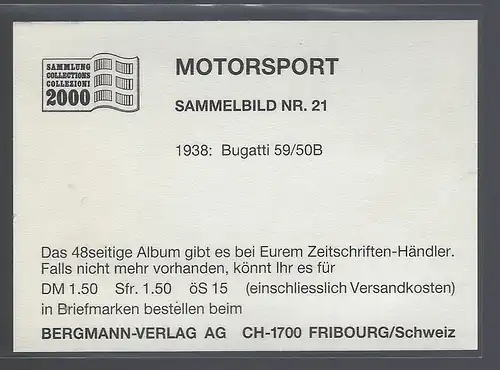 SAMMLUNG
COLLECTIONS
COLLEZIONI
2000
MOTORSPORT
SAMMELBILD NR. 21
1938: Bugatti 59/50B
Das 48seitige Album gibt es bei Eurem Zeitschriften-Händler.
Falls nicht mehr vorhanden, könnt Ihr es für
DM 1.50 Sfr. 1.50 öS 15 (einschliesslich Versandkosten)
in Briefmarken bestellen beim
BERGMANN-VERLAG AG CH-1700 FRIBOURG/Schweiz